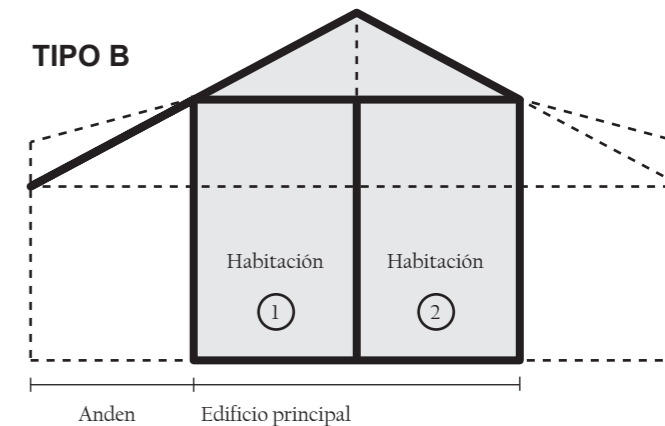 TIPO B
Habitación
Habitación
1
2
Anden
Edificio principal